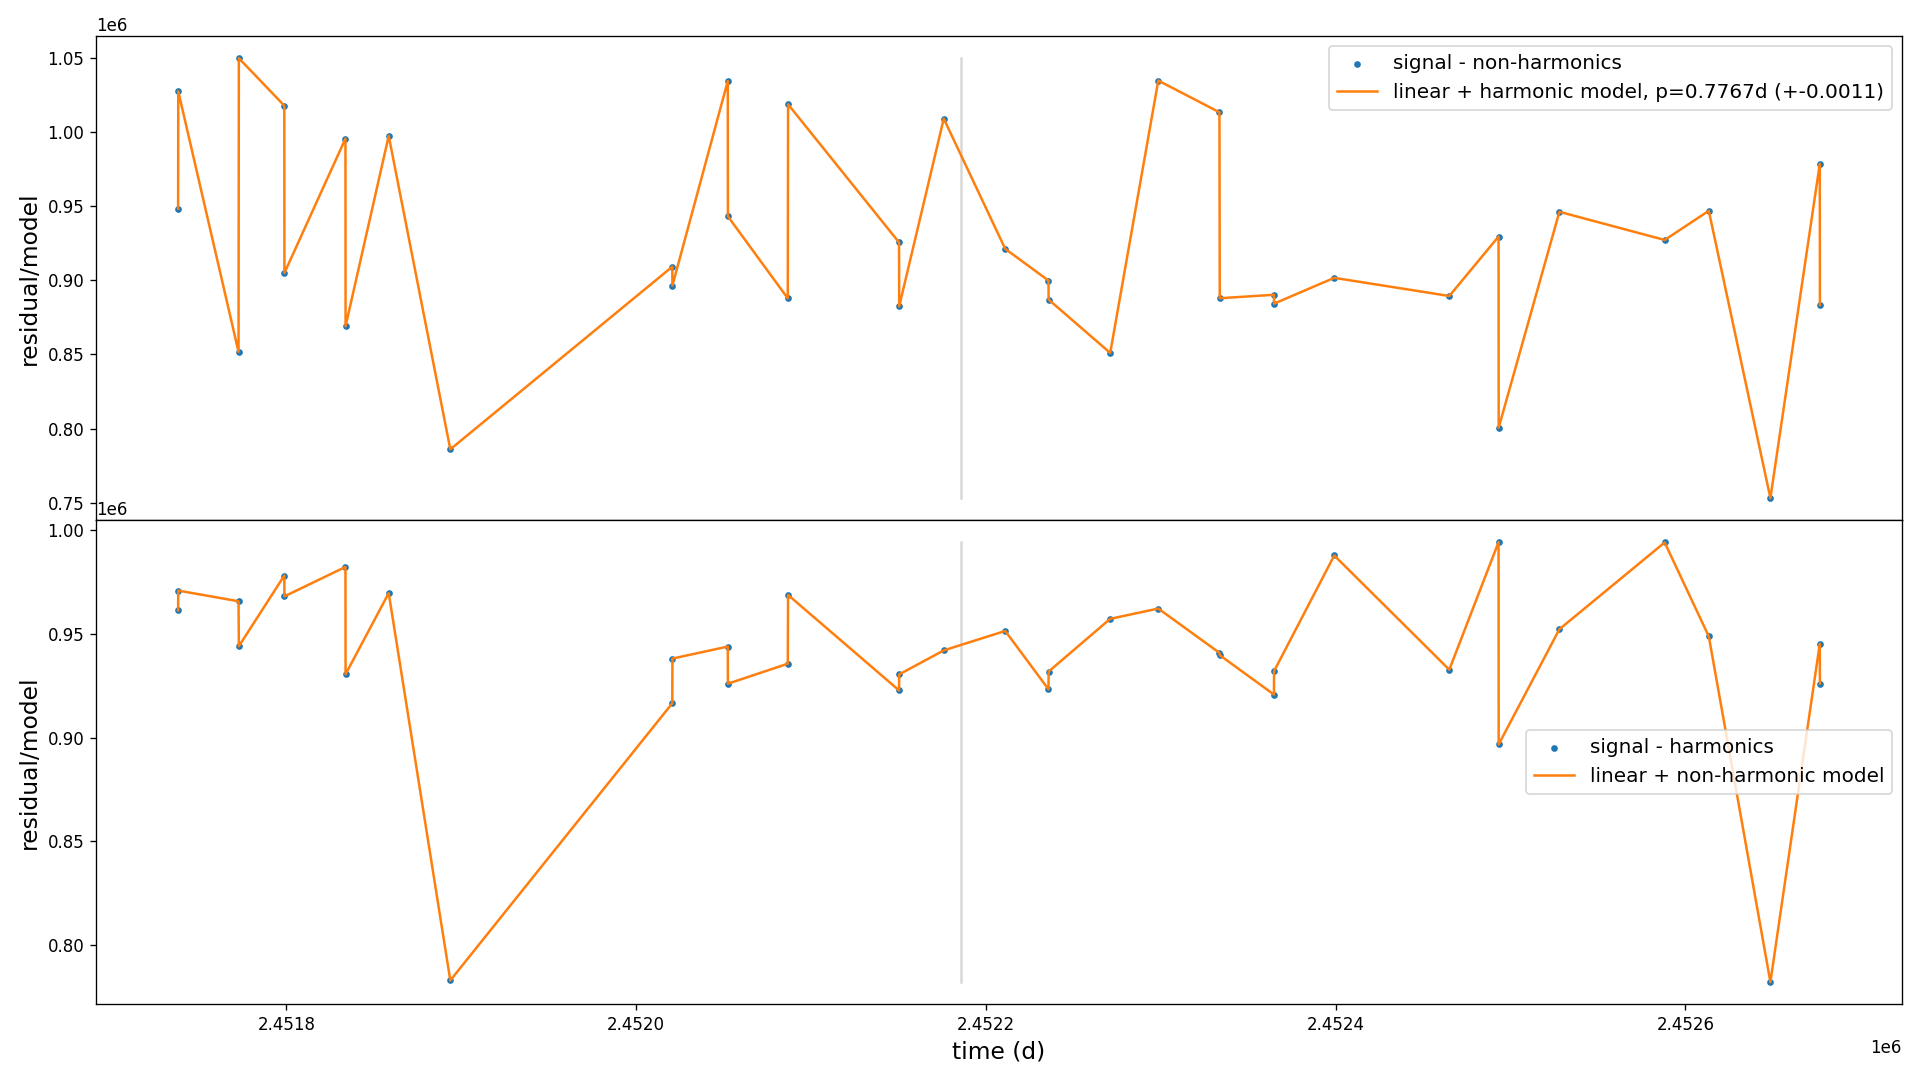 1e6
1.05
1.00
0.95
0.90
0.85
0.80
0.75
residual/model
signal - non-harmonics
linear + harmonic model, p=0.7767d (+-0.0011)
1e6
1.00
0.95
0.90
0.85
0.80
residual/model
signal - harmonics
linear + non-harmonic model
2.4518 2.4520 2.4522 2.4524 2.4526
time (d)
1e6